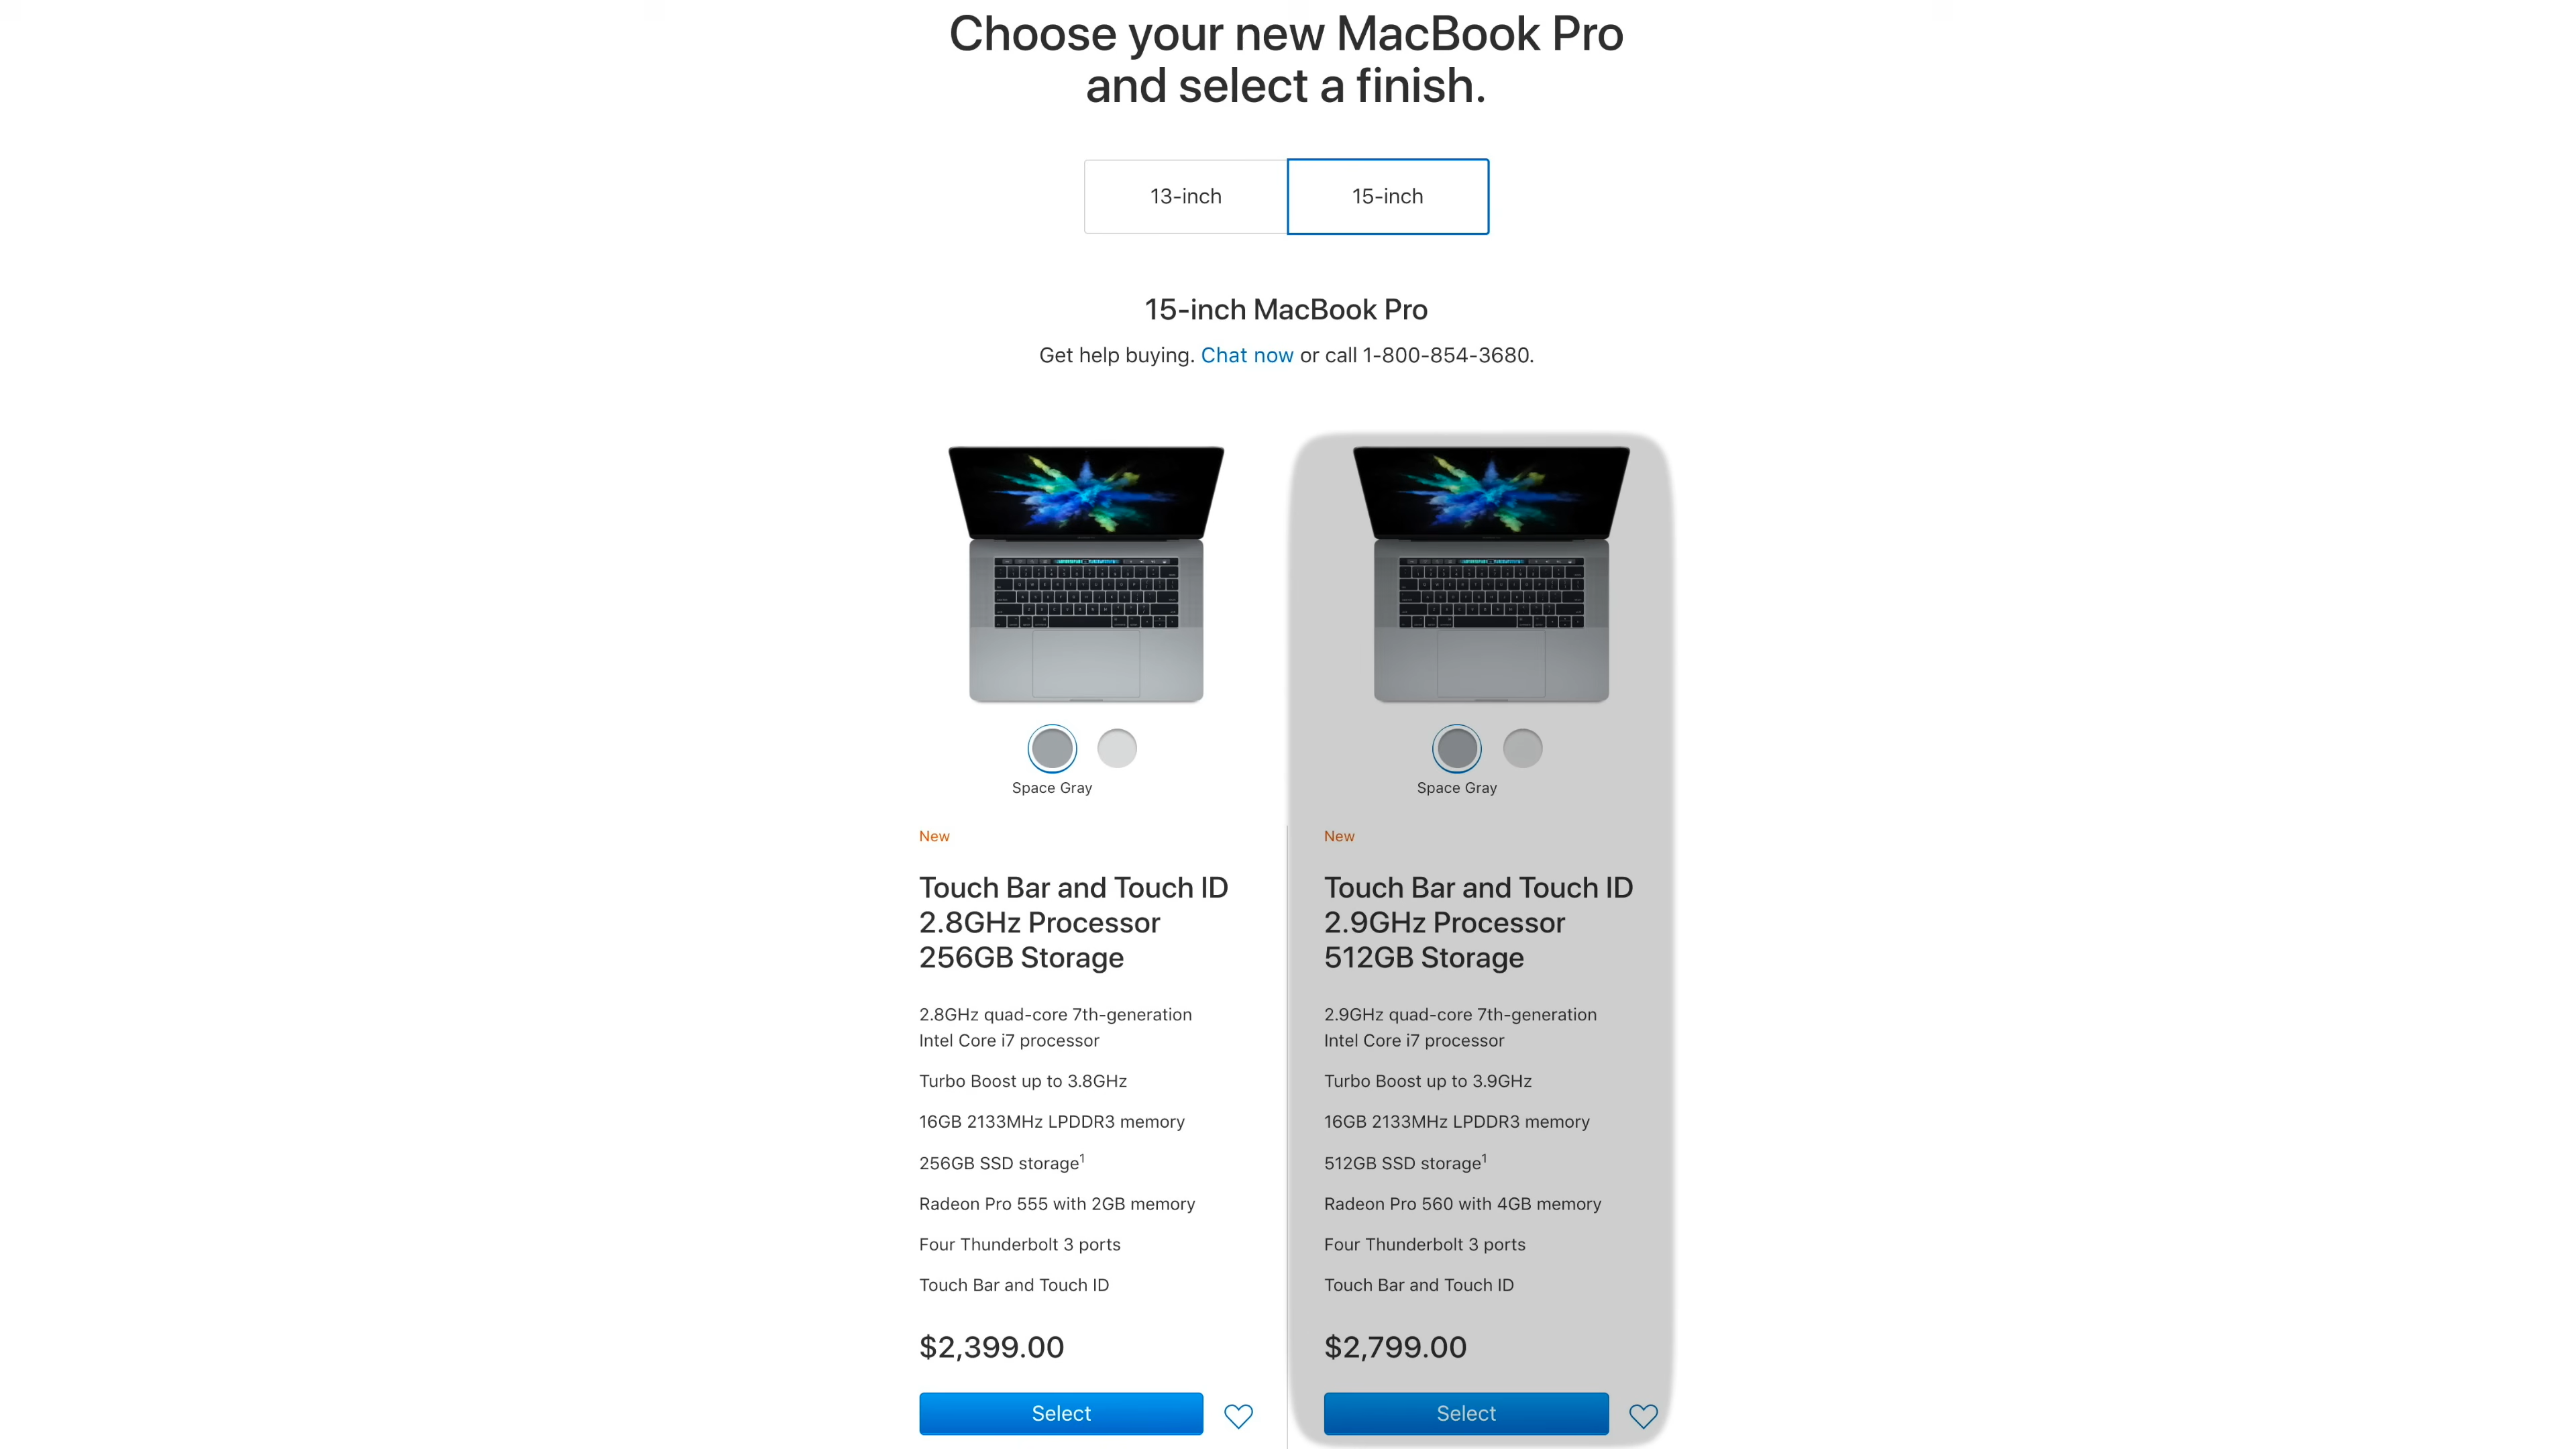 Choose your new MacBook Pro
and select a finish.
13-inch
15-inch
15-inch MacBook Pro
Get help buying. Chat now or call 1-800-854-3680.
Space Gray
New
Touch Bar and Touch ID
2.8GHz Processor
256GB Storage
2.8GHz quad-core 7th-generation
Intel Core i7 processor
Turbo Boost up to 3.8GHz
16GB 2133MHz LPDDR3 memory
256GB SSD storage¹
Radeon Pro 555 with 2GB memory
Four Thunderbolt 3 ports
Touch Bar and Touch ID
$2,399.00
Select
Space Gray
New
Touch Bar and Touch ID
2.9GHz Processor
512GB Storage
2.9GHz quad-core 7th-generation
Intel Core i7 processor
Turbo Boost up to 3.9GHz
16GB 2133MHz LPDDR3 memory
512GB SSD storage¹
Radeon Pro 560 with 4GB memory
Four Thunderbolt 3 ports
Touch Bar and Touch ID
$2,799.00
Select